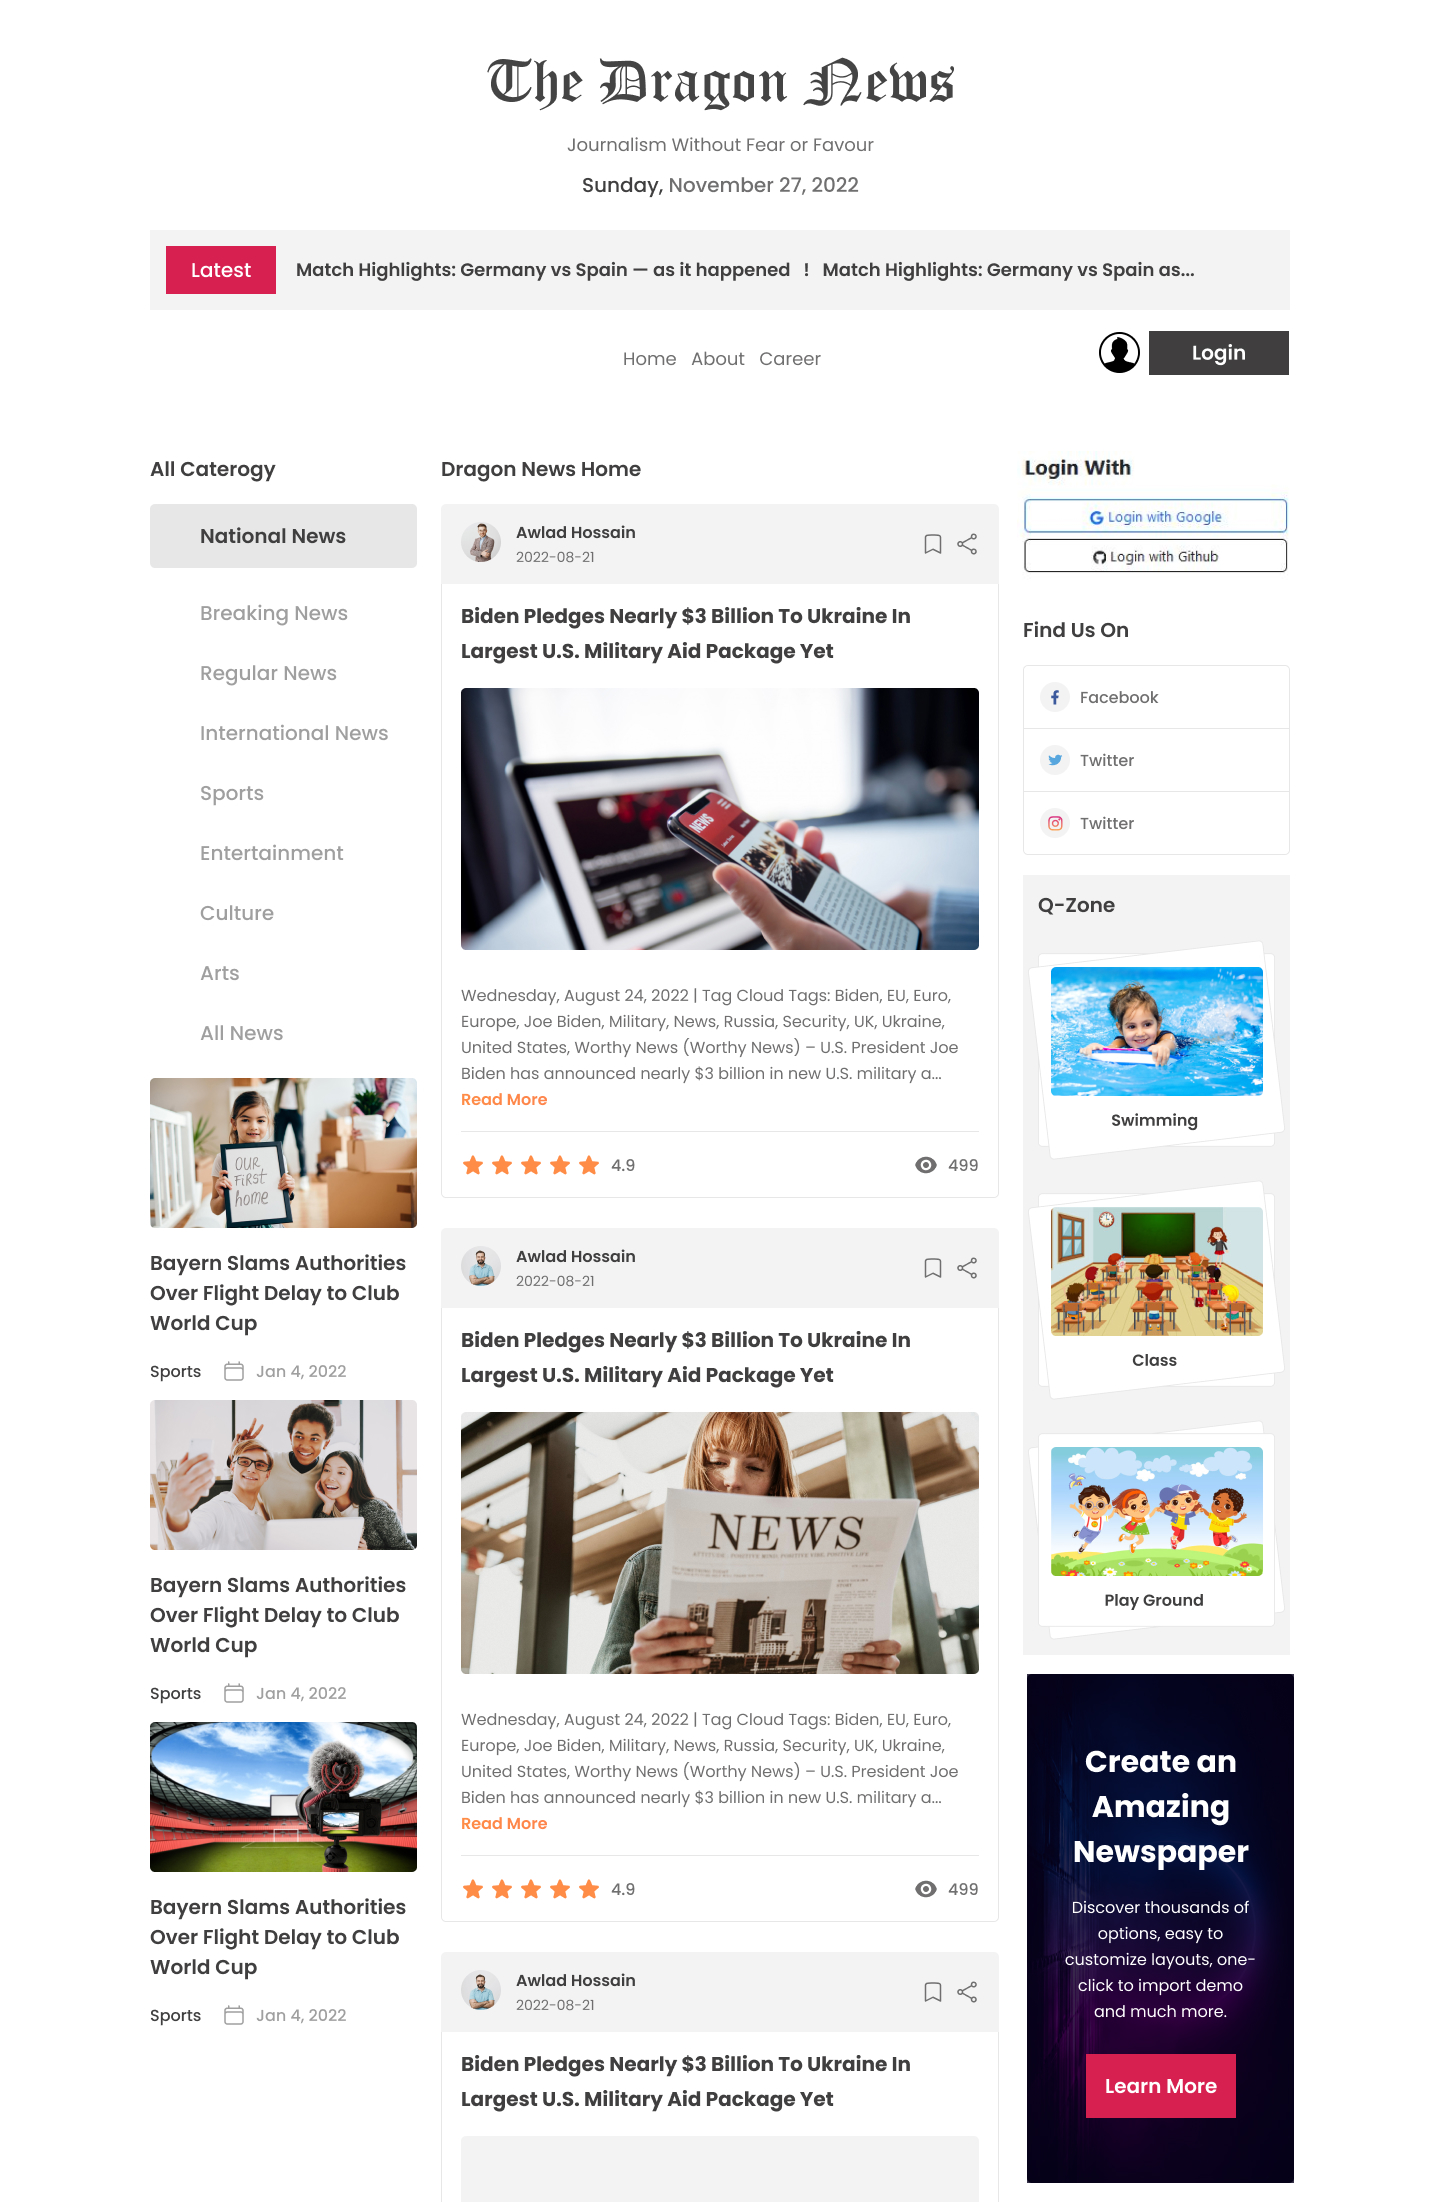 The Dragon News
Journalism Without Fear or Favour
Sunday, November 27, 2022
Latest
Match Highlights: Germany vs Spain — as it happened ! Match Highlights: Germany vs Spain as...
Home About Career
Login
All Caterogy
National News
Breaking News
Regular News
International News
Sports
Entertainment
Culture
Arts
All News
OUR
FIRST
home
Bayern Slams Authorities
Over Flight Delay to Club
World Cup
Sports Jan 4, 2022
Bayern Slams Authorities
Over Flight Delay to Club
World Cup
Sports Jan 4, 2022
Bayern Slams Authorities
Over Flight Delay to Club
World Cup
Sports Jan 4, 2022
Dragon News Home
Awlad Hossain
2022-08-21
Biden Pledges Nearly $3 Billion To Ukraine In
Largest U.S. Military Aid Package Yet
NEWS
Wednesday, August 24, 2022 | Tag Cloud Tags: Biden, EU, Euro,
Europe, Joe Biden, Military, News, Russia, Security, UK, Ukraine,
United States, Worthy News (Worthy News) – U.S. President Joe
Biden has announced nearly $3 billion in new U.S. military a...
Read More
4.9
499
Awlad Hossain
2022-08-21
Biden Pledges Nearly $3 Billion To Ukraine In
Largest U.S. Military Aid Package Yet
NEWS
Wednesday, August 24, 2022 | Tag Cloud Tags: Biden, EU, Euro,
Europe, Joe Biden, Military, News, Russia, Security, UK, Ukraine,
United States, Worthy News (Worthy News) – U.S. President Joe
Biden has announced nearly $3 billion in new U.S. military a...
Read More
4.9
499
Awlad Hossain
2022-08-21
Biden Pledges Nearly $3 Billion To Ukraine In
Largest U.S. Military Aid Package Yet
Login With
Login with Google
Login with Github
Find Us On
Facebook
Twitter
Twitter
Q-Zone
Swimming
Class
Play Ground
Create an
Amazing
Newspaper
Discover thousands of
options, easy to
customize layouts, one-
click to import demo
and much more.
Learn More